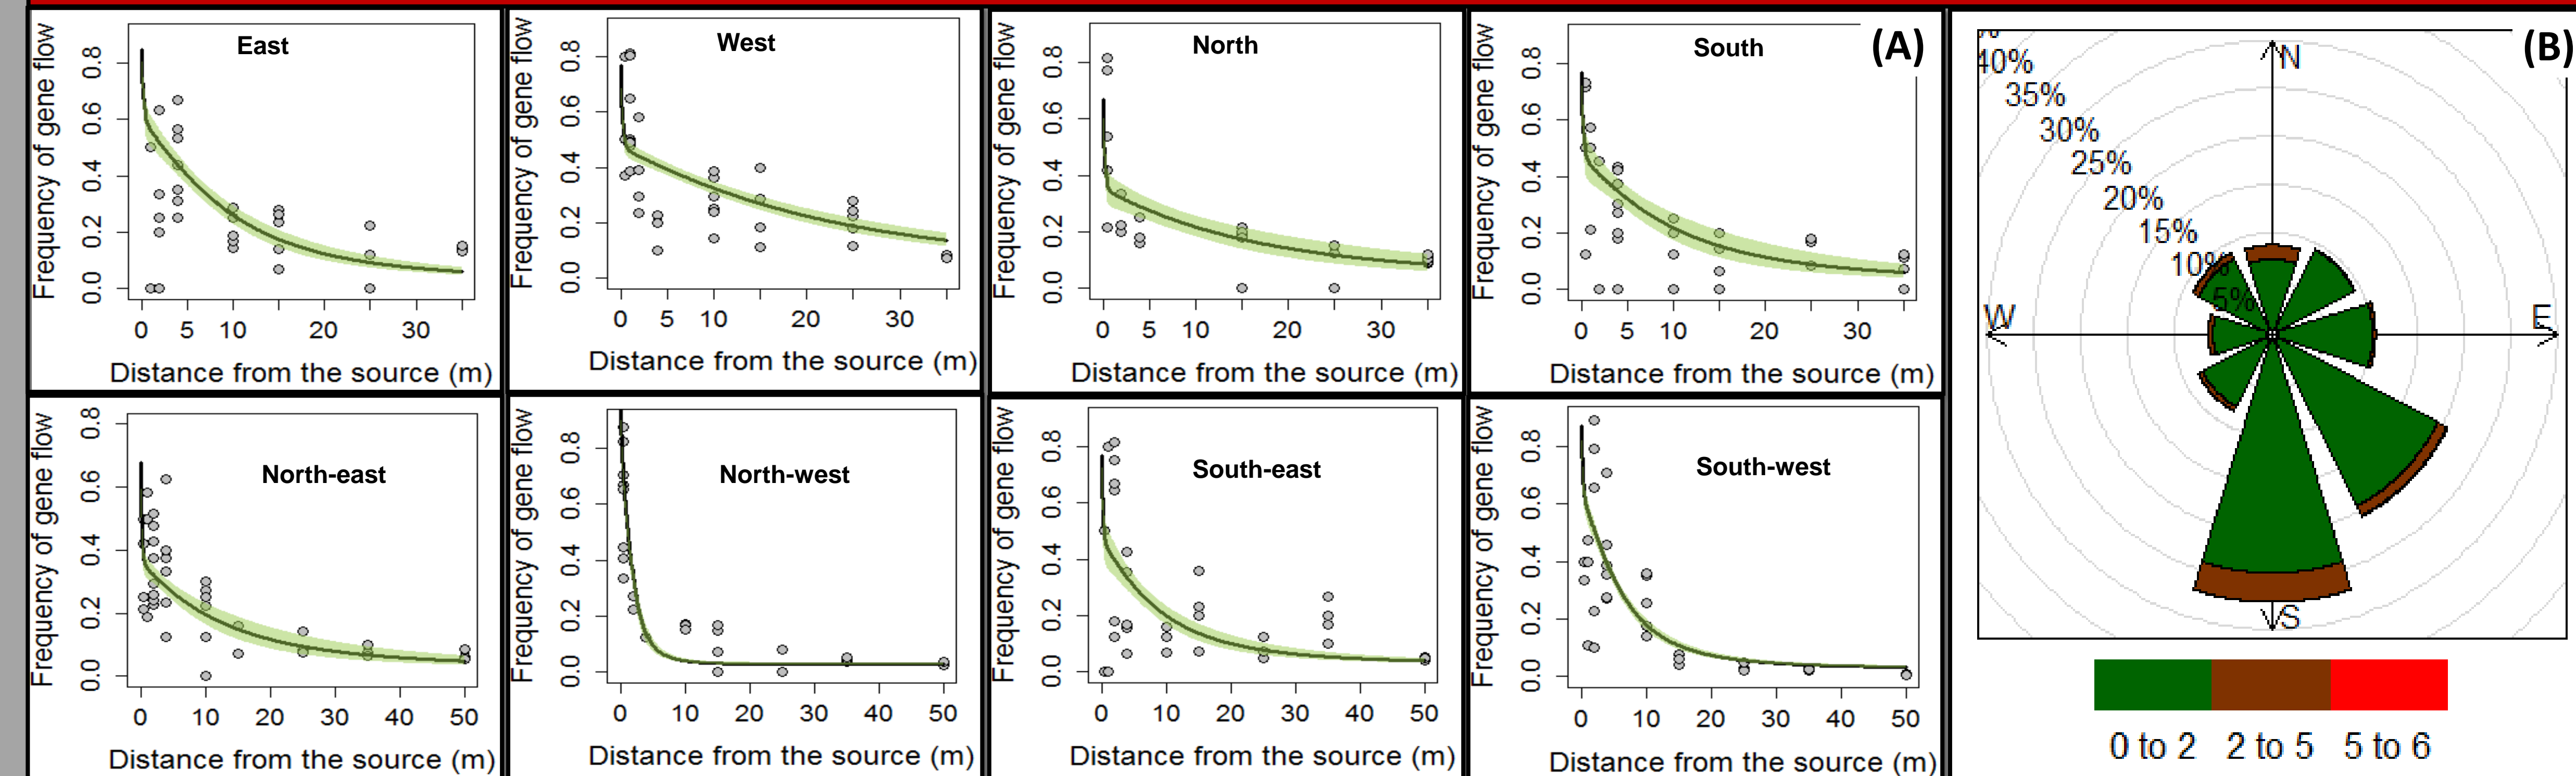 East
Frequency of gene flow
0.0 0.2 0.4 0.6 0.8
0 5 10 20 30
Distance from the source (m)
West
Frequency of gene flow
0.0 0.2 0.4 0.6 0.8
0 5 10 20 30
Distance from the source (m)
North
Frequency of gene flow
0.0 0.2 0.4 0.6 0.8
0 5 10 20 30
Distance from the source (m)
South
(A)
Frequency of gene flow
0.0 0.2 0.4 0.6 0.8
0 5 10 20 30
Distance from the source (m)
North-east
Frequency of gene flow
0.0 0.2 0.4 0.6 0.8
0 10 20 30 40 50
Distance from the source (m)
North-west
Frequency of gene flow
0.0 0.2 0.4 0.6 0.8
0 10 20 30 40 50
Distance from the source (m)
South-east
Frequency of gene flow
0.0 0.2 0.4 0.6 0.8
0 10 20 30 40 50
Distance from the source (m)
South-west
Frequency of gene flow
0.0 0.2 0.4 0.6 0.8
0 10 20 30 40 50
Distance from the source (m)
(B)
N
40%
35%
30%
25%
20%
15%
10%
5%
W
E
S
0 to 2 2 to 5 5 to 6